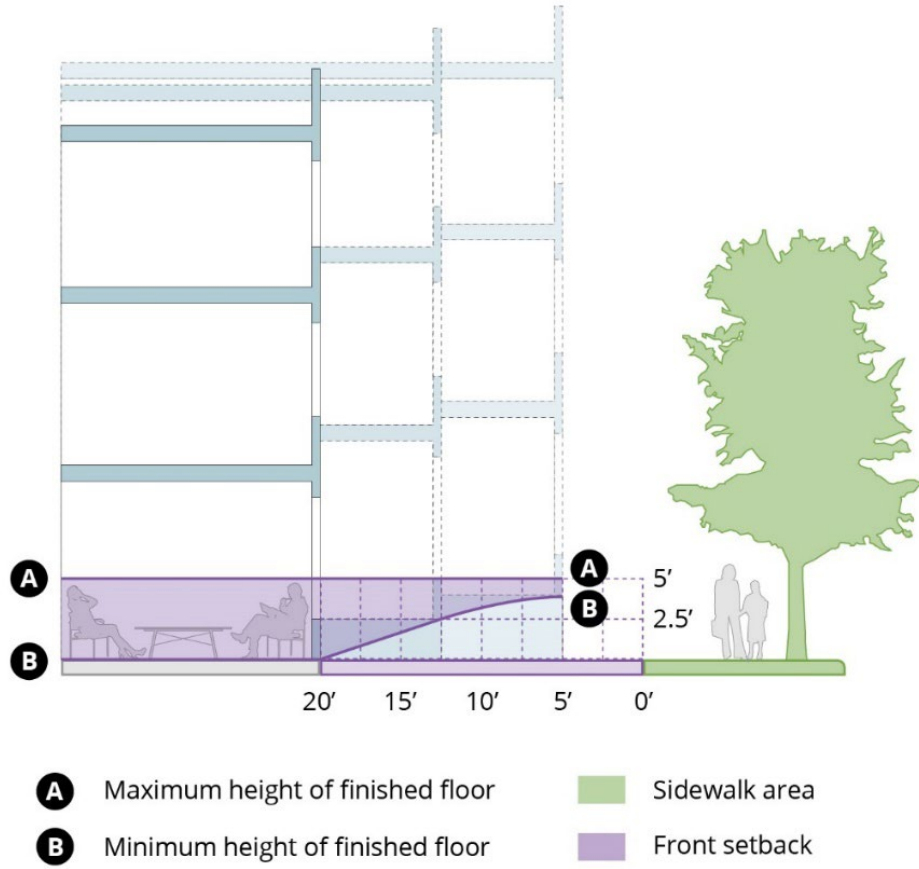 A
A
5’
B
2.5’
B
20’ 15’ 10’ 5’ 0’
A Maximum height of finished floor
Sidewalk area
B Minimum height of finished floor
Front setback